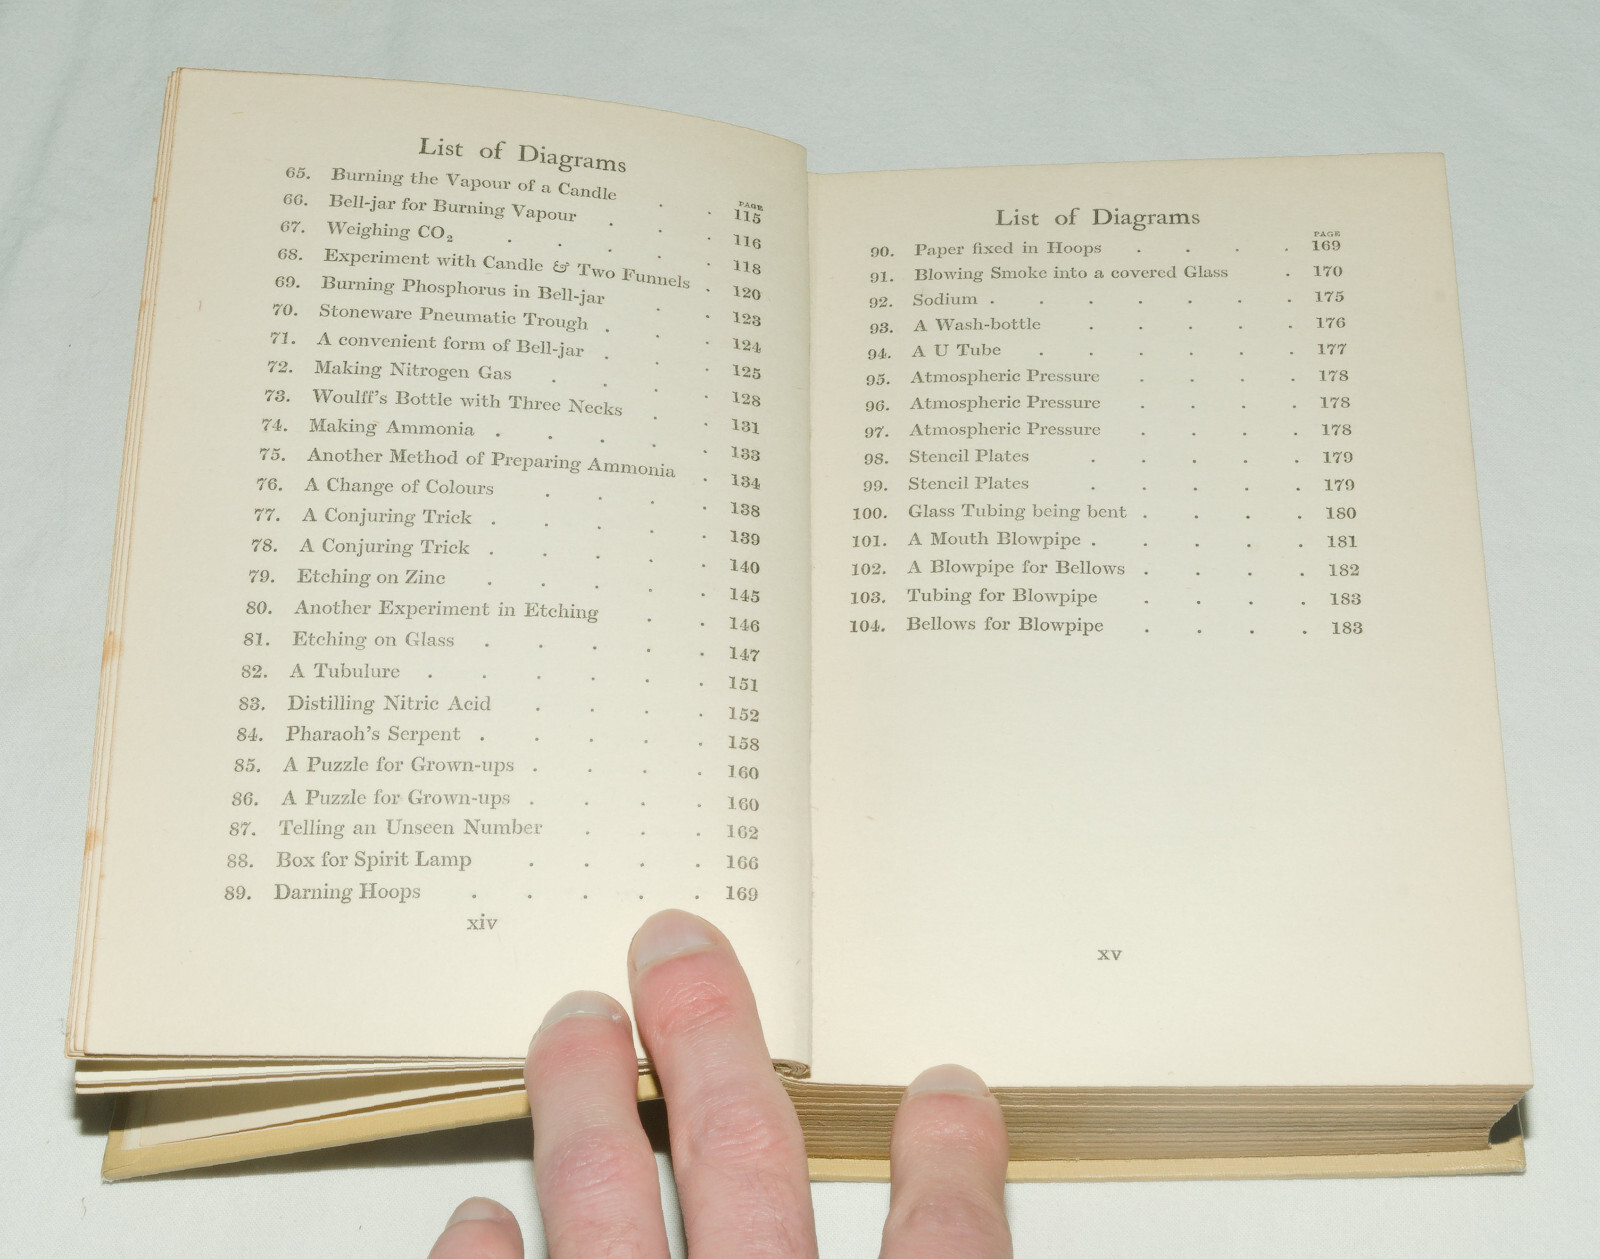 List of Diagrams
PAGE
65. Burning the Vapour of a Candle . . 115
66. Bell-jar for Burning Vapour . . . 116
67. Weighing CO₂ . . . . . 118
68. Experiment with Candle & Two Funnels . 120
69. Burning Phosphorus in Bell-jar . . 123
70. Stoneware Pneumatic Trough . . . 124
71. A convenient form of Bell-jar . . . 125
72. Making Nitrogen Gas . . . . 128
73. Woulff's Bottle with Three Necks . . 131
74. Making Ammonia . . . . . 133
75. Another Method of Preparing Ammonia . 134
76. A Change of Colours . . . . 138
77. A Conjuring Trick . . . . . 139
78. A Conjuring Trick . . . . . 140
79. Etching on Zinc . . . . . 145
80. Another Experiment in Etching . . 146
81. Etching on Glass . . . . . 147
82. A Tubulure . . . . . . 151
83. Distilling Nitric Acid . . . . 152
84. Pharaoh's Serpent . . . . . 158
85. A Puzzle for Grown-ups . . . . 160
86. A Puzzle for Grown-ups . . . . 160
87. Telling an Unseen Number . . . 162
88. Box for Spirit Lamp . . . . 166
89. Darning Hoops . . . . . 169
xiv
List of Diagrams
PAGE
90. Paper fixed in Hoops . . . . 169
91. Blowing Smoke into a covered Glass . 170
92. Sodium . . . . . . . 175
93. A Wash-bottle . . . . . 176
94. A U Tube . . . . . . 177
95. Atmospheric Pressure . . . . 178
96. Atmospheric Pressure . . . . 178
97. Atmospheric Pressure . . . . 178
98. Stencil Plates . . . . . 179
99. Stencil Plates . . . . . 179
100. Glass Tubing being bent . . . . 180
101. A Mouth Blowpipe . . . . . 181
102. A Blowpipe for Bellows . . . . 182
103. Tubing for Blowpipe . . . . 183
104. Bellows for Blowpipe . . . . 183
xv